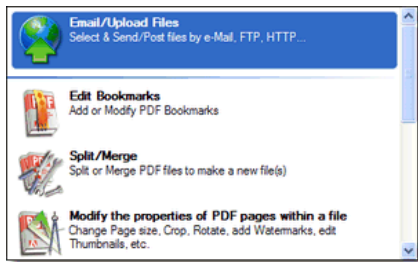 Email/Upload Files
Select & Send/Post files by e-Mail, FTP, HTTP...
Edit Bookmarks
Add or Modify PDF Bookmarks
Split/Merge
Split or Merge PDF files to make a new file(s)
Modify the properties of PDF pages within a file
Change Page size, Crop, Rotate, add Watermarks, edit
Thumbnails, etc.